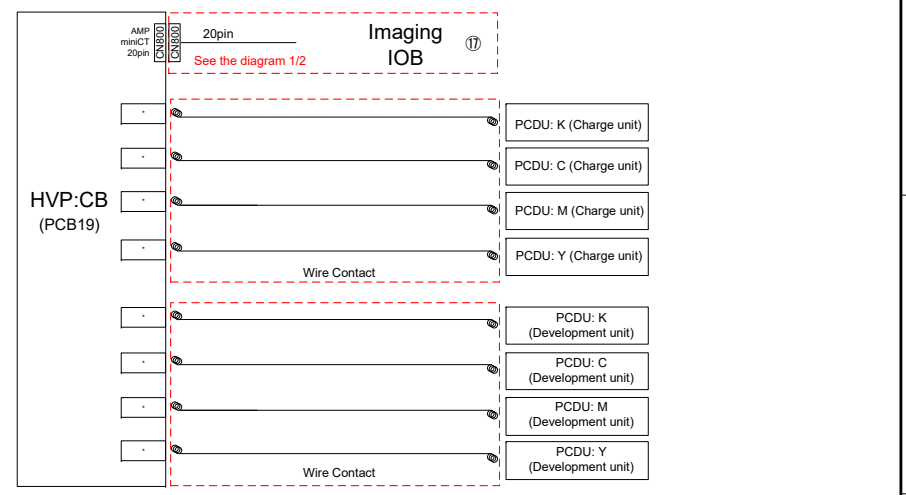 AMP
miniCT
20pin
CN800
CN800
20pin
See the diagram 1/2
Imaging
IOB
⑰
HVP:CB
(PCB19)
*
*
*
*
PCDU: K (Charge unit)
PCDU: C (Charge unit)
PCDU: M (Charge unit)
PCDU: Y (Charge unit)
Wire Contact
*
*
*
*
PCDU: K
(Development unit)
PCDU: C
(Development unit)
PCDU: M
(Development unit)
PCDU: Y
(Development unit)
Wire Contact